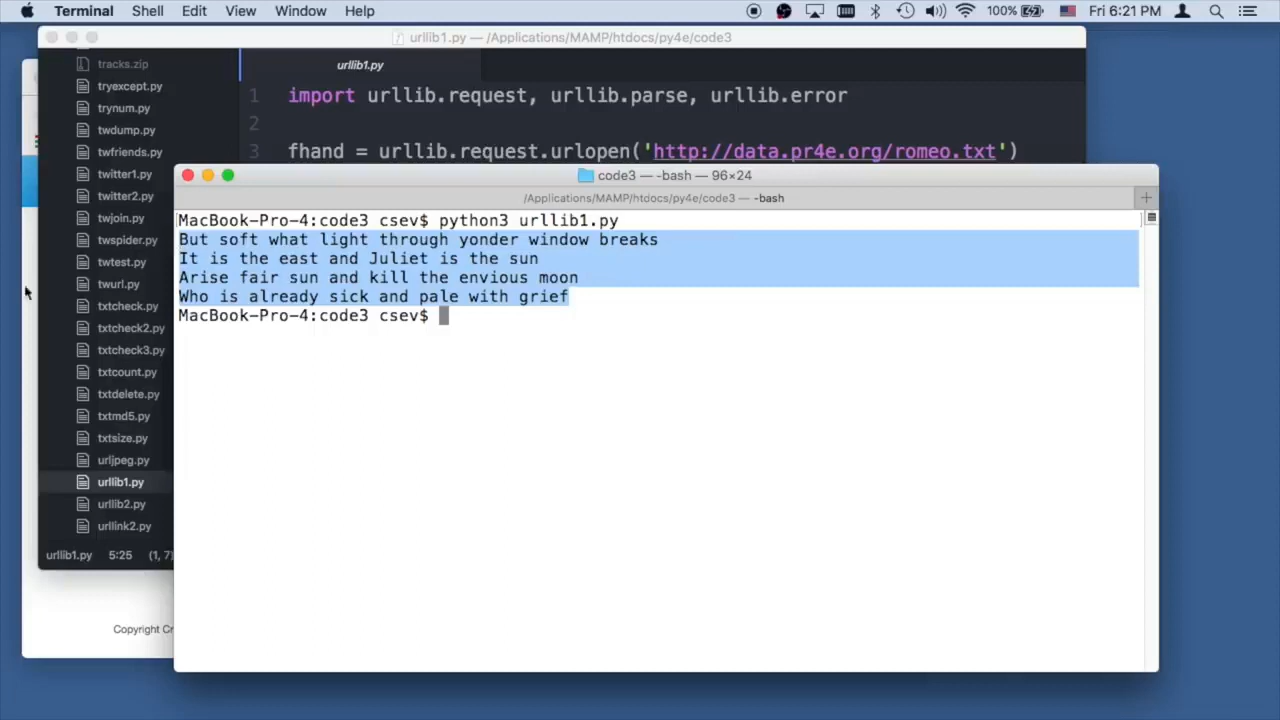 Terminal Shell Edit View Window Help 100% Fri 6:21 PM
urllib1.py — /Applications/MAMP/htdocs/py4e/code3
tracks.zip
tryexcept.py
trynum.py
twdump.py
twfriends.py
twitter1.py
twitter2.py
twjoin.py
twspider.py
twtest.py
twurl.py
txtcheck.py
txtcheck2.py
txtcheck3.py
txtcount.py
txtdelete.py
txtmd5.py
txtsize.py
urljpeg.py
urllib1.py
urllib2.py
urllink2.py
urllib1.py 5:25 (1, 7)
urllib1.py
1 import urllib.request, urllib.parse, urllib.error
2
3 fhand = urllib.request.urlopen('http://data.pr4e.org/romeo.txt')
code3 — -bash — 96×24
/Applications/MAMP/htdocs/py4e/code3 — -bash
MacBook-Pro-4:code3 csev$ python3 urllib1.py
But soft what light through yonder window breaks
It is the east and Juliet is the sun
Arise fair sun and kill the envious moon
Who is already sick and pale with grief
MacBook-Pro-4:code3 csev$
Copyright